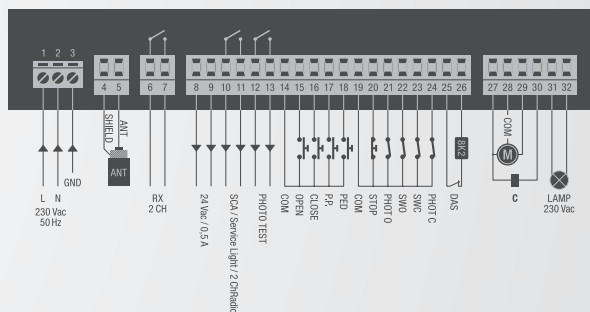 1 2 3
4 5
6 7
8 9 10 11 12 13 14 15 16 17 18 19 20 21 22 23 24 25 26
27 28 29 30 31 32
SHIELD
ANT
ANT
COM
M
BK2
L N GND
230 Vac
50 Hz
RX
2 CH
24 Vac / 0,5 A
SCA / Service Light / 2 ChRadio
PHOTO TEST
COM
OPEN
CLOSE
P.P.
PED
COM
STOP
PHOT O
SWO
SWC
PHOT C
DAS
C
LAMP
230 Vac